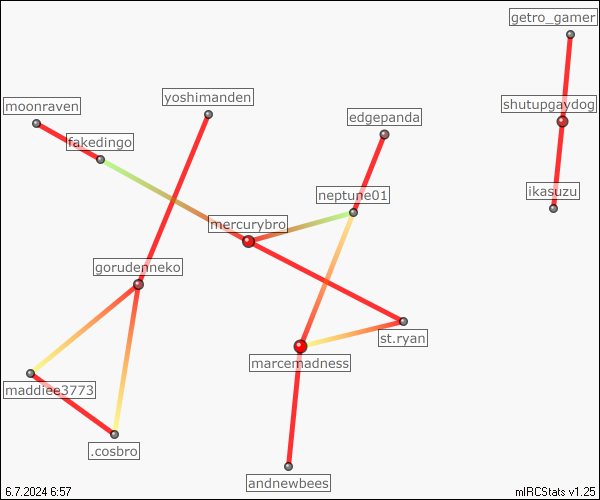 getro_gamer
yoshimanden
moonraven
shutupgaydog
edgepanda
fakedingo
ikasuzu
neptune01
mercurybro
gorudenneko
st.ryan
marcemadness
maddiee3773
.cosbro
andnewbees
6.7.2024 6:57
mIRCStats v1.25